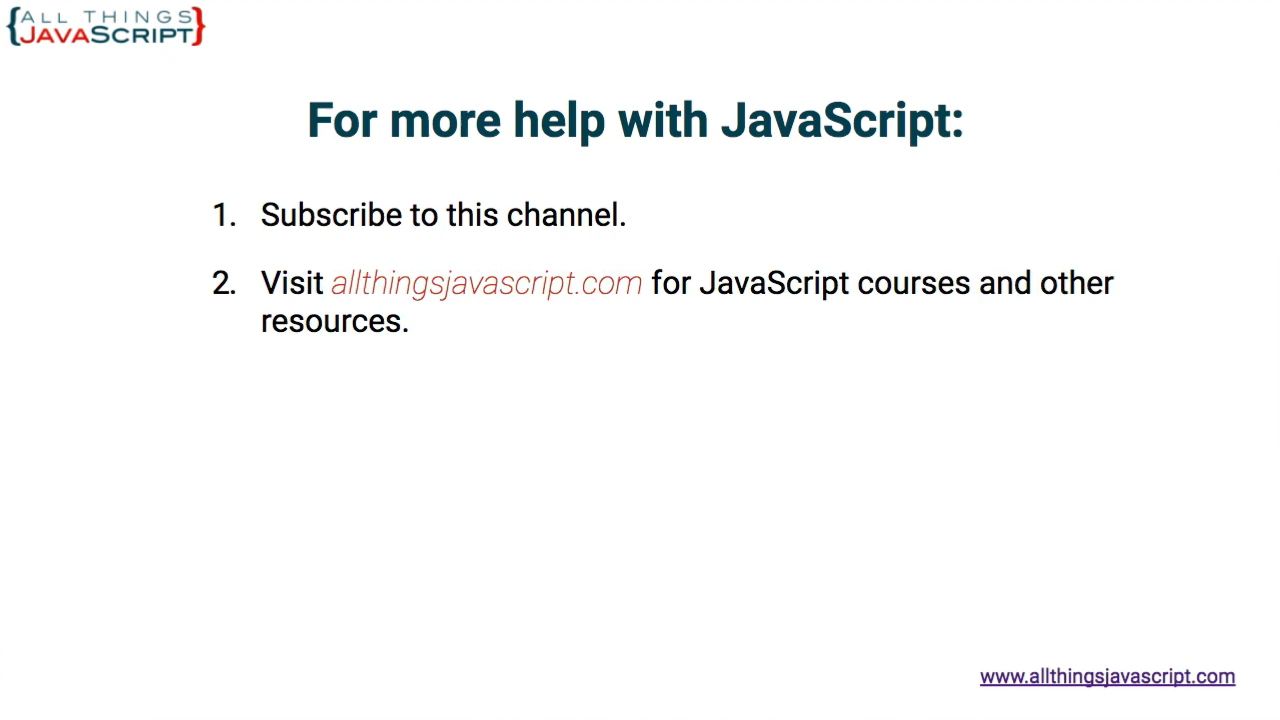 {ALL THINGS
JAVASCRIPT}
For more help with JavaScript:
1. Subscribe to this channel.
2. Visit allthingsjavascript.com for JavaScript courses and other
resources.
www.allthingsjavascript.com